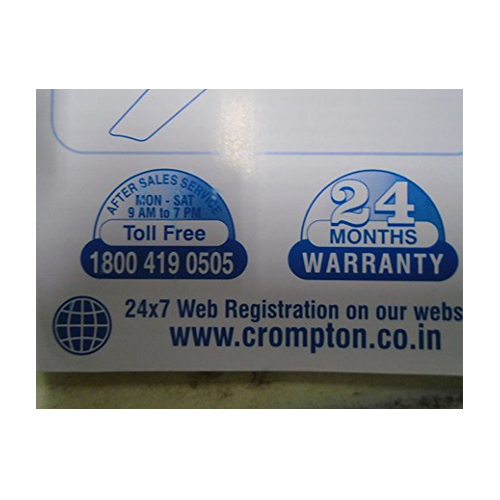 AFTER SALES SERVICE
MON - SAT
9 AM to 7 PM
Toll Free
1800 419 0505
24
MONTHS
WARRANTY
24x7 Web Registration on our webs
www.crompton.co.in